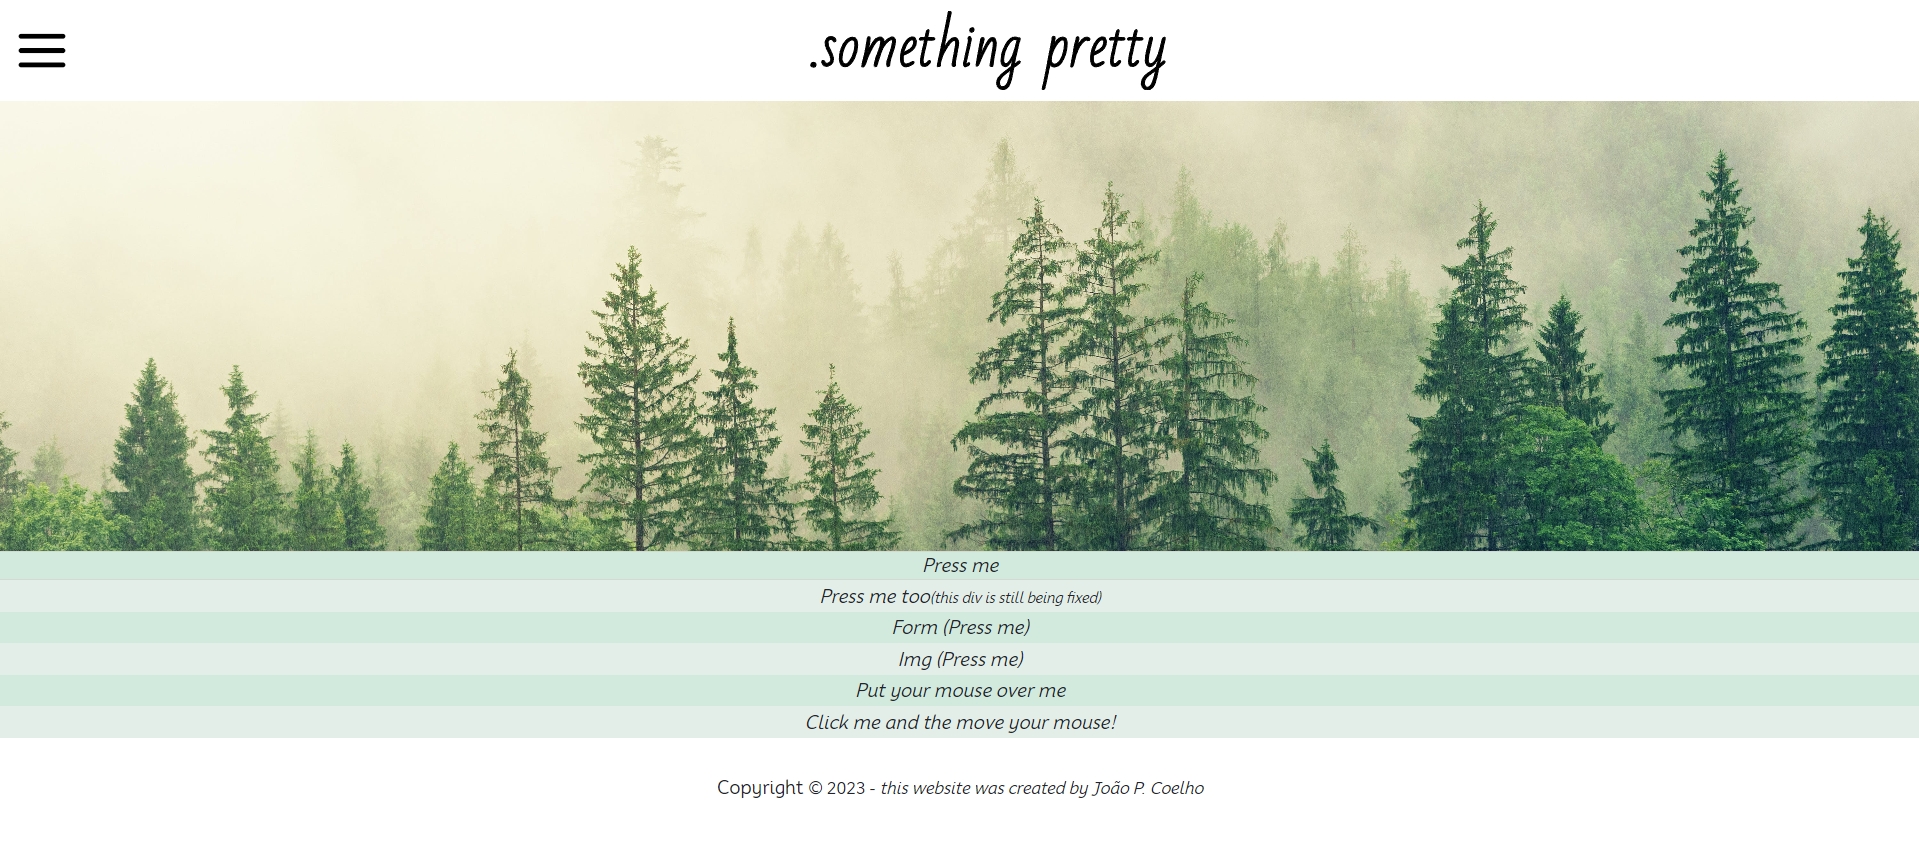 .something pretty
Press me
Press me too(this div is still being fixed)
Form (Press me)
Img (Press me)
Put your mouse over me
Click me and the move your mouse!
Copyright © 2023 - this website was created by João P. Coelho